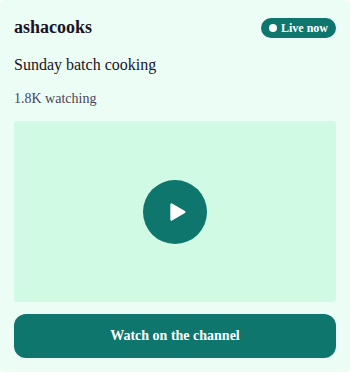 ashacooks
Live now
Sunday batch cooking
1.8K watching
Watch on the channel